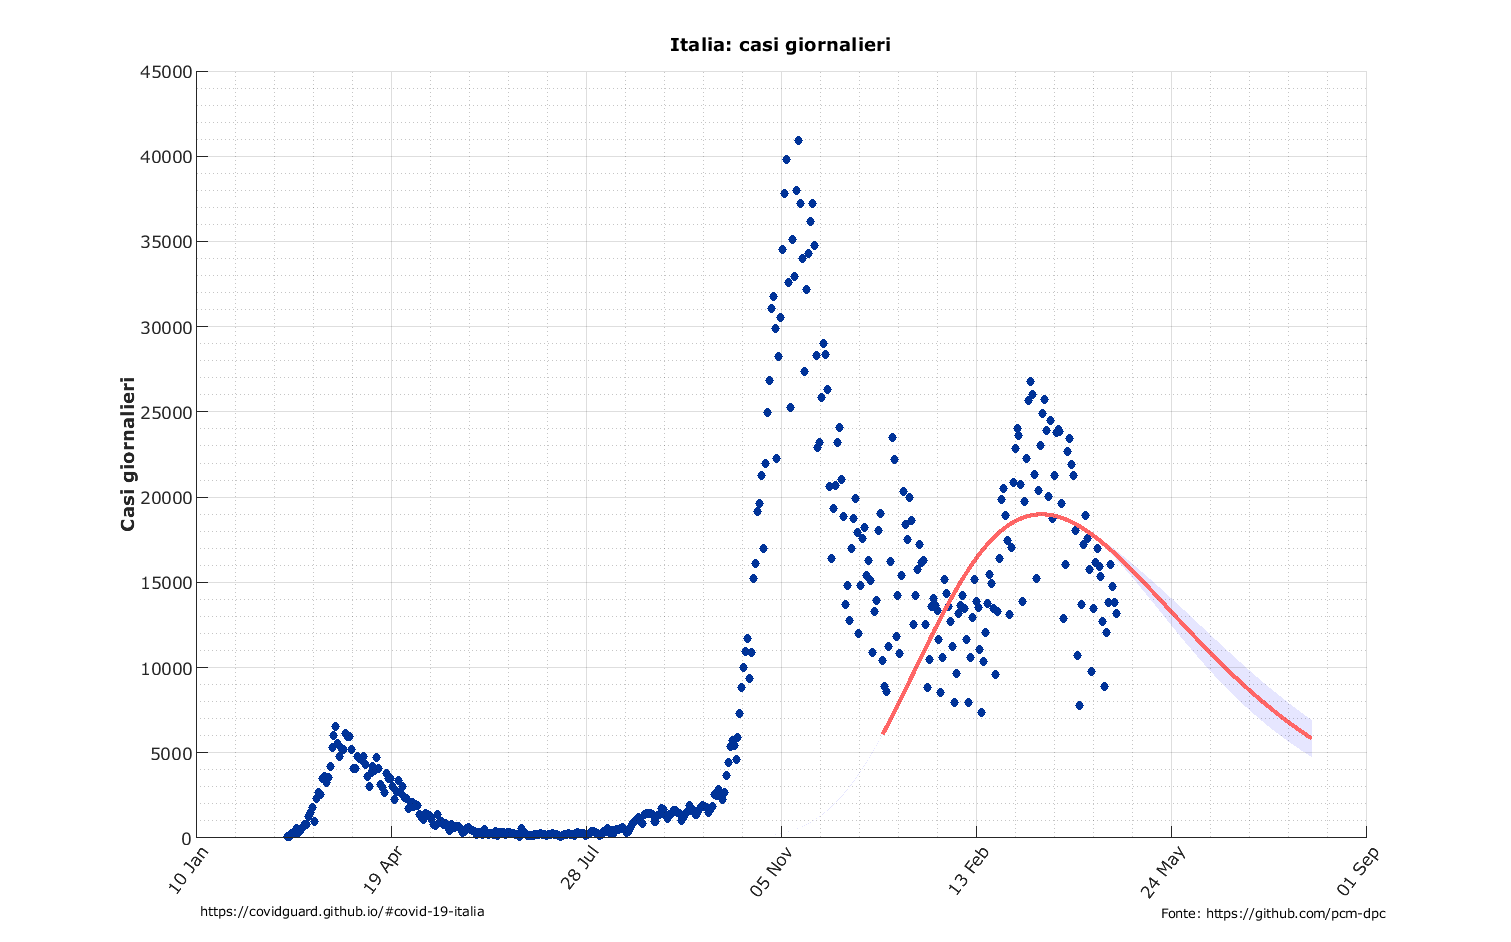 Italia: casi giornalieri
Casi giornalieri
45000
40000
35000
30000
25000
20000
15000
10000
5000
0
10 Jan
19 Apr
28 Jul
05 Nov
13 Feb
24 May
01 Sep
https://covidguard.github.io/#covid-19-italia
Fonte: https://github.com/pcm-dpc